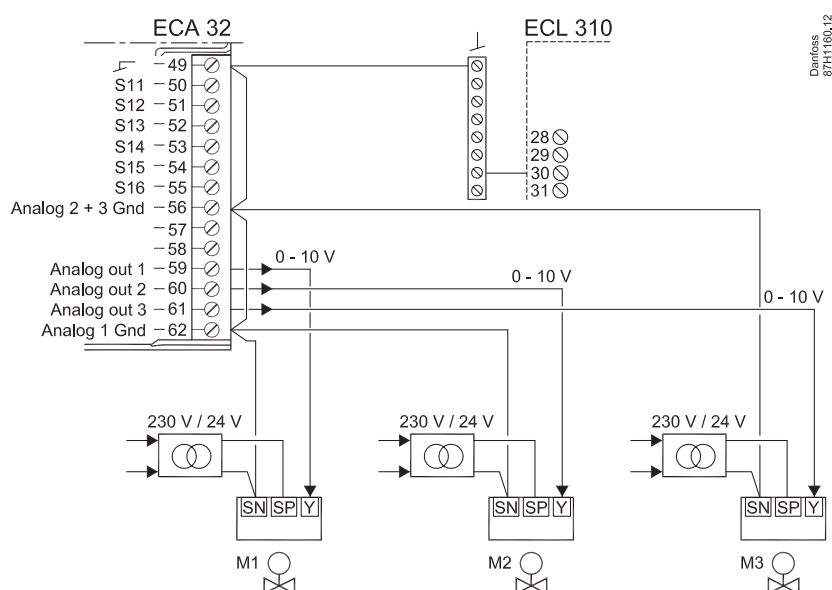 ECA 32
ECL 310
Danfoss
87H1160.12
49
S11 50
S12 51
S13 52
S14 53
S15 54
S16 55
Analog 2 + 3 Gnd 56
57
58
Analog out 1 59
Analog out 2 60
Analog out 3 61
Analog 1 Gnd 62
28
29
30
31
0 - 10 V
0 - 10 V
0 - 10 V
230 V / 24 V
230 V / 24 V
230 V / 24 V
SN SP Y
SN SP Y
SN SP Y
M1
M2
M3